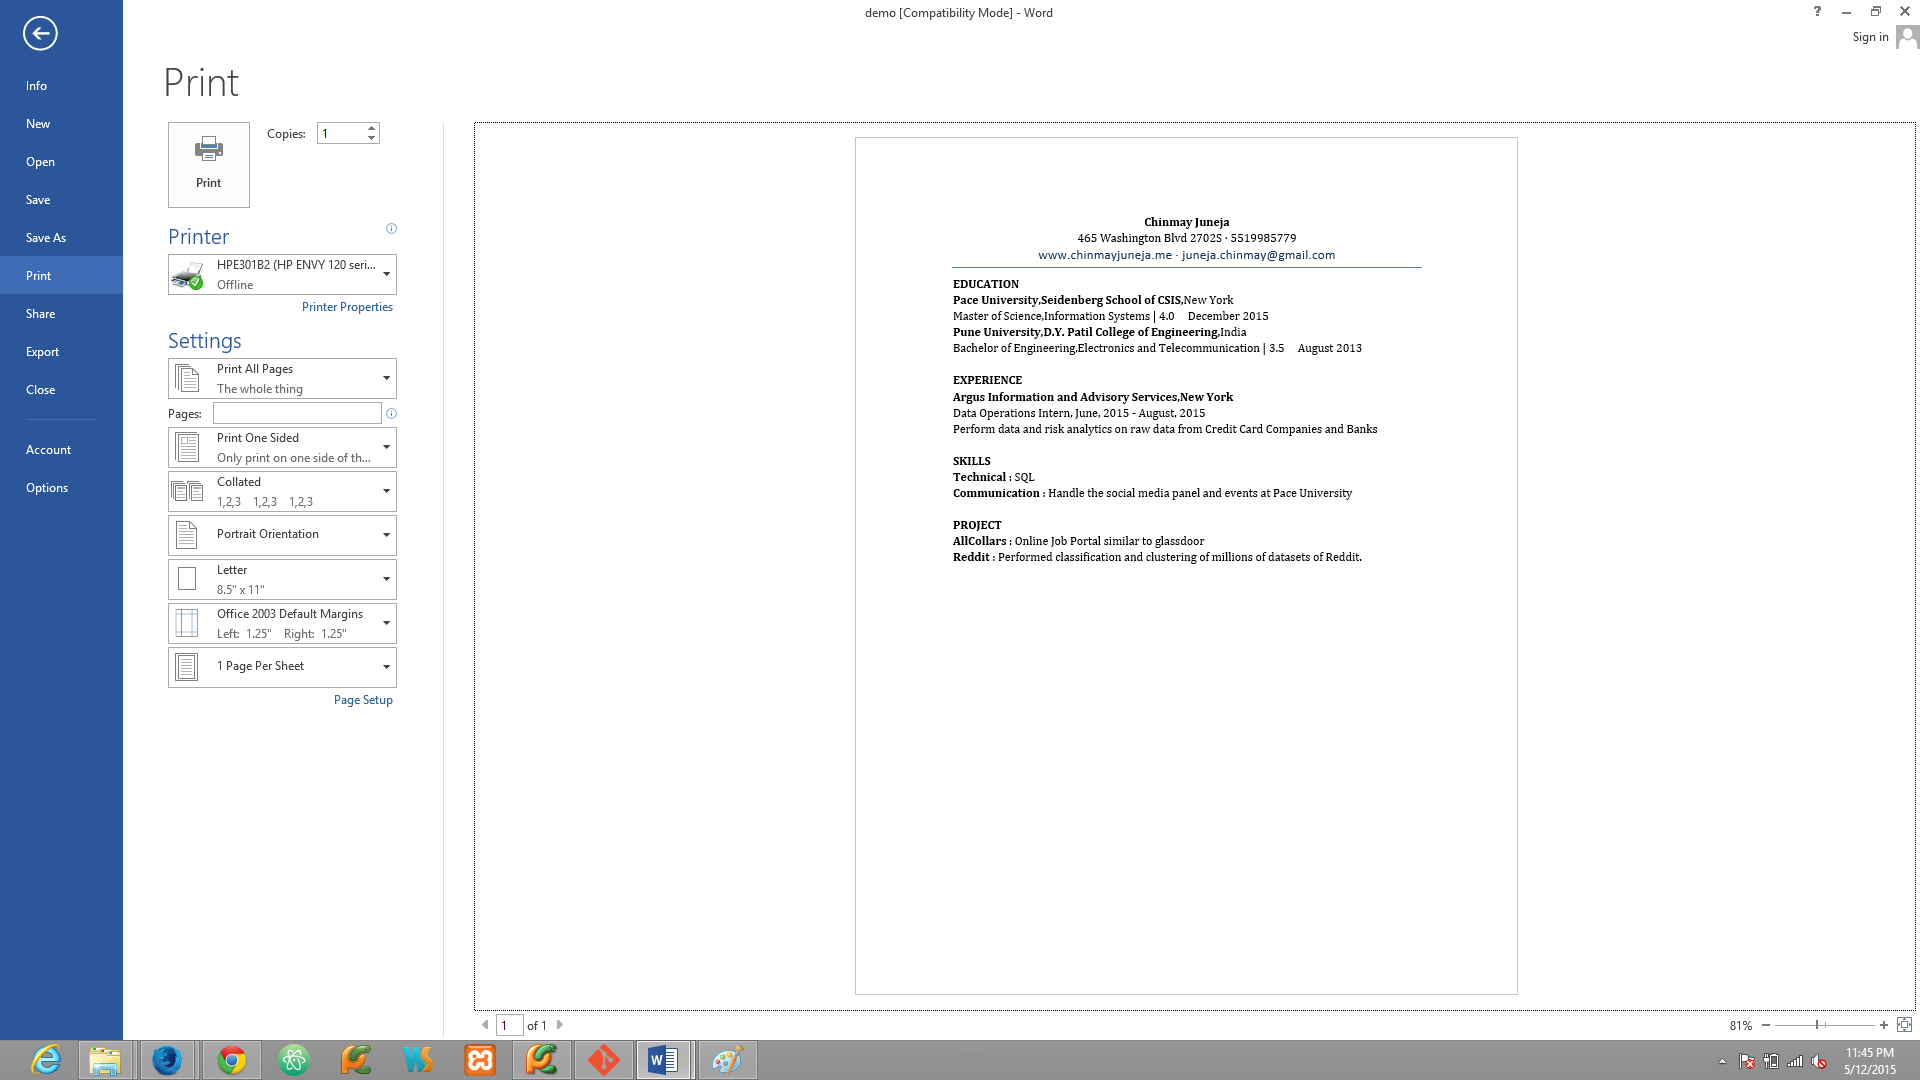 demo [Compatibility Mode] - Word
?
Sign in
Info
New
Open
Save
Save As
Print
Share
Export
Close
Account
Options
Print
Print
Copies: 1
Printer
HPE301B2 (HP ENVY 120 seri...
Offline
Printer Properties
Settings
Print All Pages
The whole thing
Pages:
Print One Sided
Only print on one side of th...
Collated
1,2,3 1,2,3 1,2,3
Portrait Orientation
Letter
8.5" x 11"
Office 2003 Default Margins
Left: 1.25" Right: 1.25"
1 Page Per Sheet
Page Setup
Chinmay Juneja
465 Washington Blvd 2702S · 5519985779
www.chinmayjuneja.me · juneja.chinmay@gmail.com
EDUCATION
Pace University,Seidenberg School of CSIS,New York
Master of Science,Information Systems | 4.0 December 2015
Pune University,D.Y. Patil College of Engineering,India
Bachelor of Engineering,Electronics and Telecommunication | 3.5 August 2013
EXPERIENCE
Argus Information and Advisory Services,New York
Data Operations Intern, June, 2015 - August, 2015
Perform data and risk analytics on raw data from Credit Card Companies and Banks
SKILLS
Technical : SQL
Communication : Handle the social media panel and events at Pace University
PROJECT
AllCollars : Online Job Portal similar to glassdoor
Reddit : Performed classification and clustering of millions of datasets of Reddit.
1 of 1
81%
11:45 PM
5/12/2015